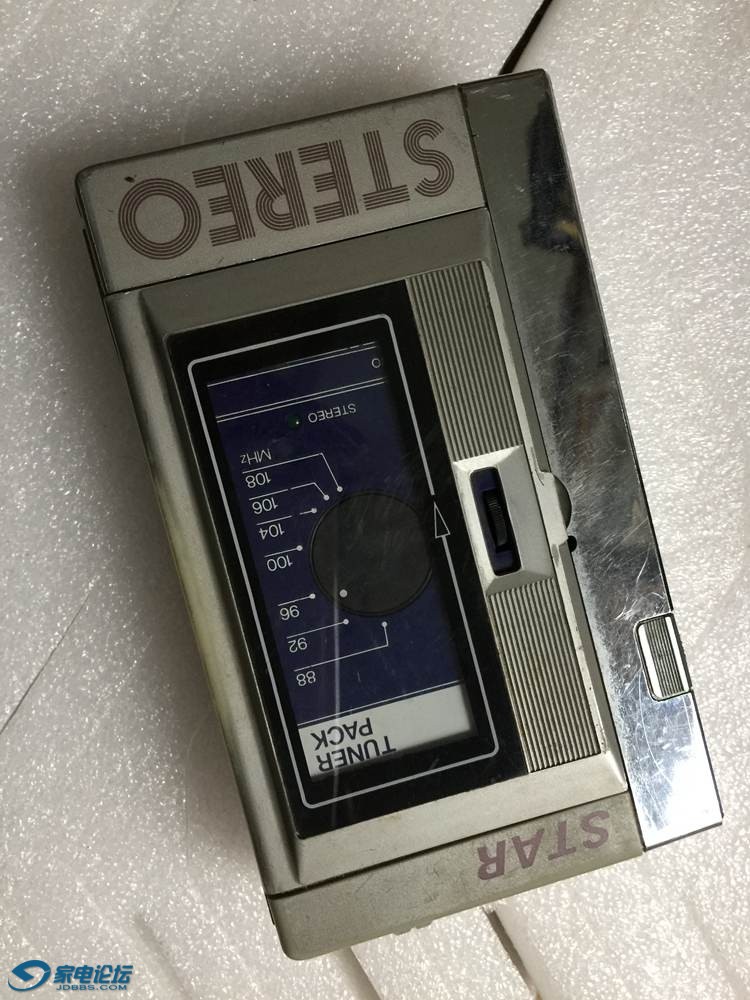 STAR
TUNER
PACK
88
92
96
100
104
106
108
MHz
STEREO
STEREO
家电论坛
JDBBS.COM